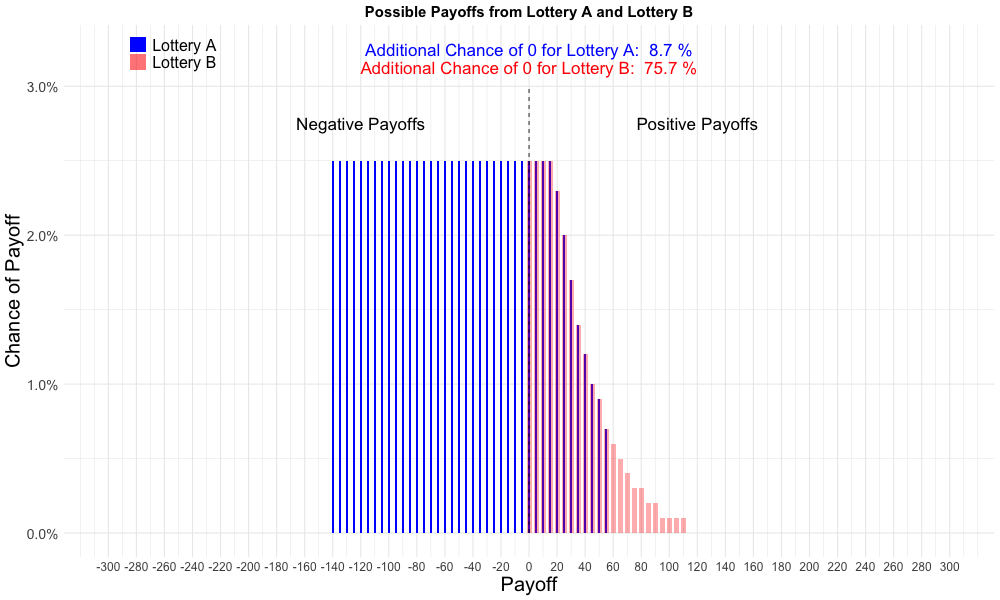 Possible Payoffs from Lottery A and Lottery B
Lottery A
Lottery B
Additional Chance of 0 for Lottery A:  8.7 %
Additional Chance of 0 for Lottery B:  75.7 %
3.0%
Negative Payoffs
Positive Payoffs
2.0%
Chance of Payoff
1.0%
0.0%
-300 -280 -260 -240 -220 -200 -180 -160 -140 -120 -100 -80 -60 -40 -20 0 20 40 60 80 100 120 140 160 180 200 220 240 260 280 300
Payoff